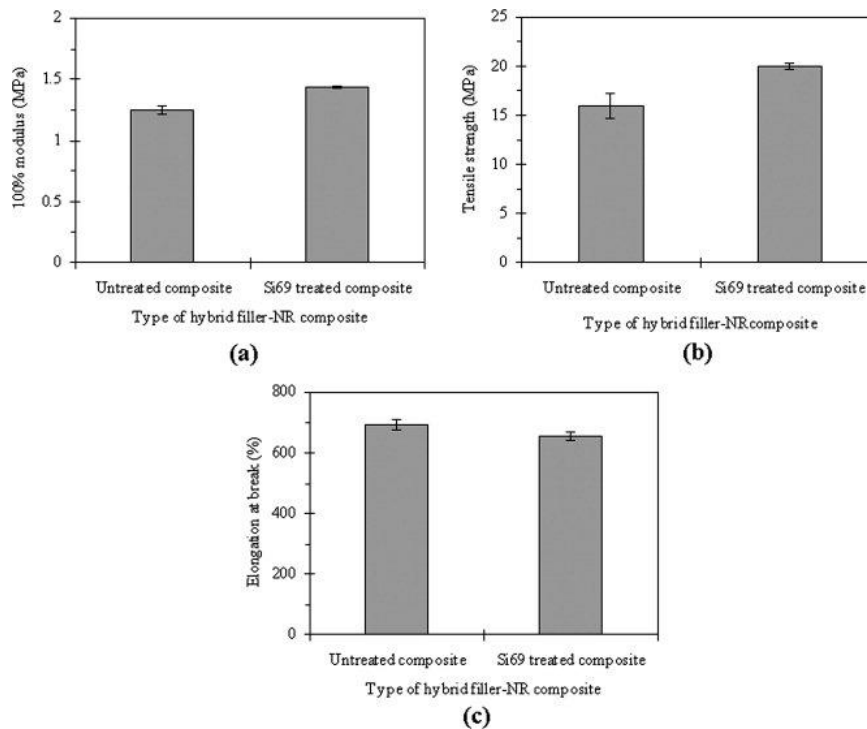 2
1.5
1
0.5
0
100% modulus (MPa)
Untreated composite
Si69 treated composite
Type of hybrid filler-NR composite
(a)
25
20
15
10
5
0
Tensile strength (MPa)
Untreated composite
Si69 treated composite
Type of hybrid filler-NRcomposite
(b)
800
600
400
200
0
Elongation at break (%)
Untreated composite
Si69 treated composite
Type of hybrid filler-NR composite
(c)